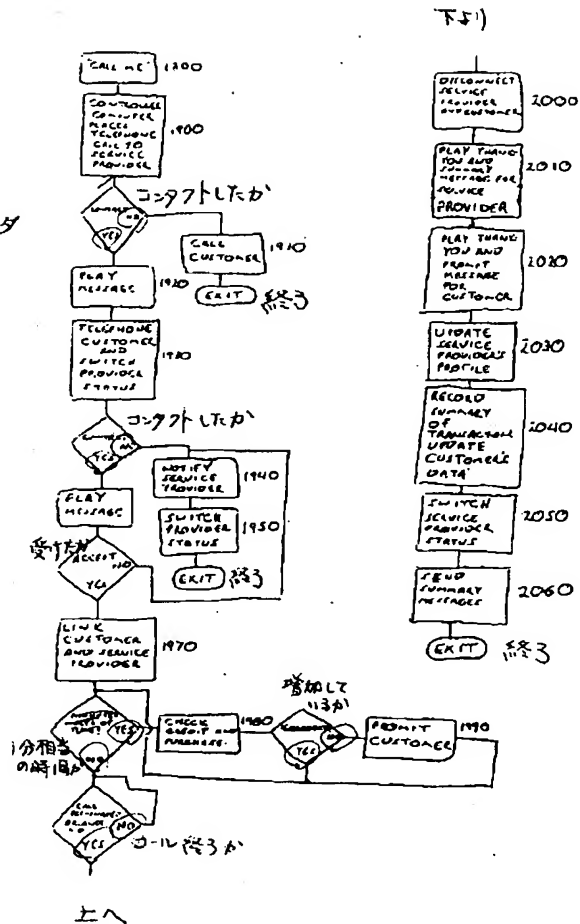 "CALL ME" 1200
CONTROLLER
COMPUTER
PLACES
TELEPHONE
CALL TO
SERVICE
PROVIDER
1900
コンタクトしたか
NO
YES
CALL
CUSTOMER
1910
EXIT 終了
PLAY
MESSAGE
1920
TELEPHONE
CUSTOMER
AND
SWITCH
PROVIDER
STATUS
1930
コンタクトしたか
NO
YES
NOTIFY
SERVICE
PROVIDER
1940
SWITCH
PROVIDER
STATUS
1950
EXIT 終了
PLAY
MESSAGE
受けたか
ACCEPT NO
YES
LINK
CUSTOMER
AND SERVICE
PROVIDER
1970
YES
NO
1分相当
の時間か
CHECK
CREDIT AND
PURCHASE.
1980
増加して
いるか
YES
PROMPT
CUSTOMER
1990
CALL
NO
YES
コール終了か
上へ
下より
DISCONNECT
SERVICE
PROVIDER
2000
PLAY THANK
YOU AND
SUMMARY
MESSAGE FOR
SERVICE
PROVIDER
2010
PLAY THANK
YOU AND
PROMPT
MESSAGE
FOR
CUSTOMER
2020
UPDATE
SERVICE
PROVIDER'S
PROFILE
2030
RECORD
SUMMARY
OF
TRANSACTION
UPDATE
CUSTOMER'S
DATA
2040
SWITCH
SERVICE
PROVIDER
STATUS
2050
SEND
SUMMARY
MESSAGES
2060
EXIT 終了